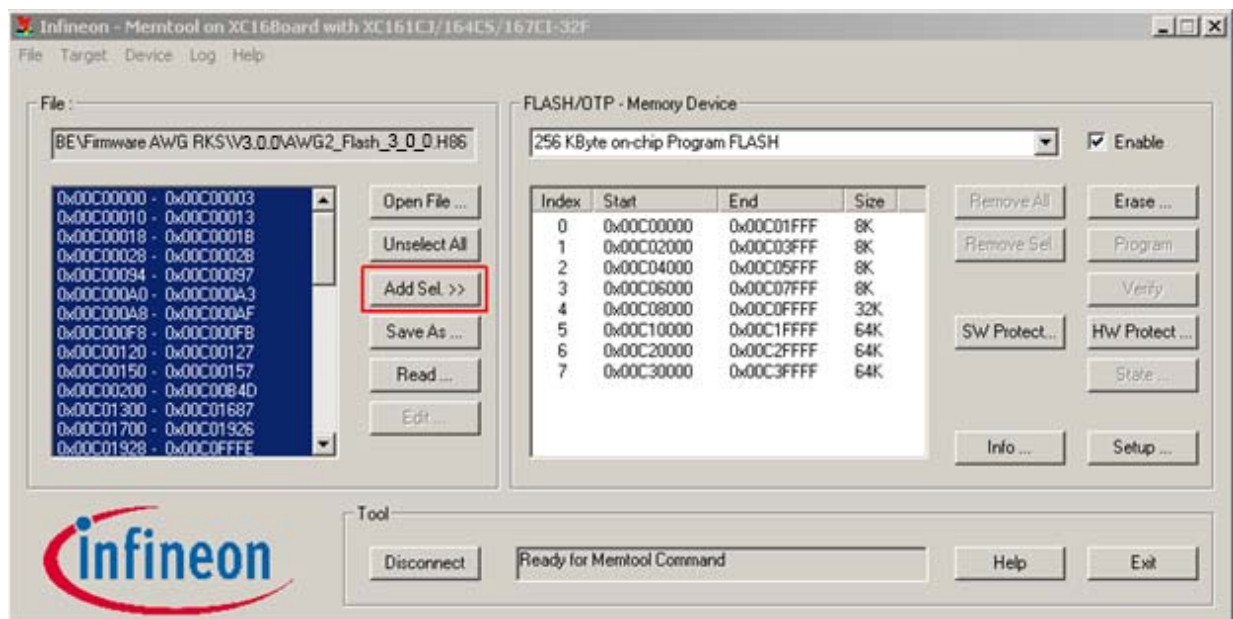 Infineon - Memtool on XC16Board with XC161CJ/164CS/167CI-32F
File Target Device Log Help
File :
BE\Firmware AWG RKS\V3.0.0\AWG2_Flash_3_0_0.H86
0x00C00000 - 0x00C00003
0x00C00010 - 0x00C00013
0x00C00018 - 0x00C0001B
0x00C00028 - 0x00C0002B
0x00C00094 - 0x00C00097
0x00C000A0 - 0x00C000A3
0x00C000A8 - 0x00C000AF
0x00C000F8 - 0x00C000FB
0x00C00120 - 0x00C00127
0x00C00150 - 0x00C00157
0x00C00200 - 0x00C00B4D
0x00C01300 - 0x00C01687
0x00C01700 - 0x00C01926
0x00C01928 - 0x00C0FFFE
Open File ...
Unselect All
Add Sel. >>
Save As ...
Read ...
Edit ...
FLASH/OTP - Memory Device
256 KByte on-chip Program FLASH
Enable
Index Start End Size
0 0x00C00000 0x00C01FFF 8K
1 0x00C02000 0x00C03FFF 8K
2 0x00C04000 0x00C05FFF 8K
3 0x00C06000 0x00C07FFF 8K
4 0x00C08000 0x00C0FFFF 32K
5 0x00C10000 0x00C1FFFF 64K
6 0x00C20000 0x00C2FFFF 64K
7 0x00C30000 0x00C3FFFF 64K
Remove All Erase ...
Remove Sel. Program
Verify
SW Protect... HW Protect ...
State ...
Info ... Setup ...
infineon
Tool
Disconnect Ready for Memtool Command Help Exit